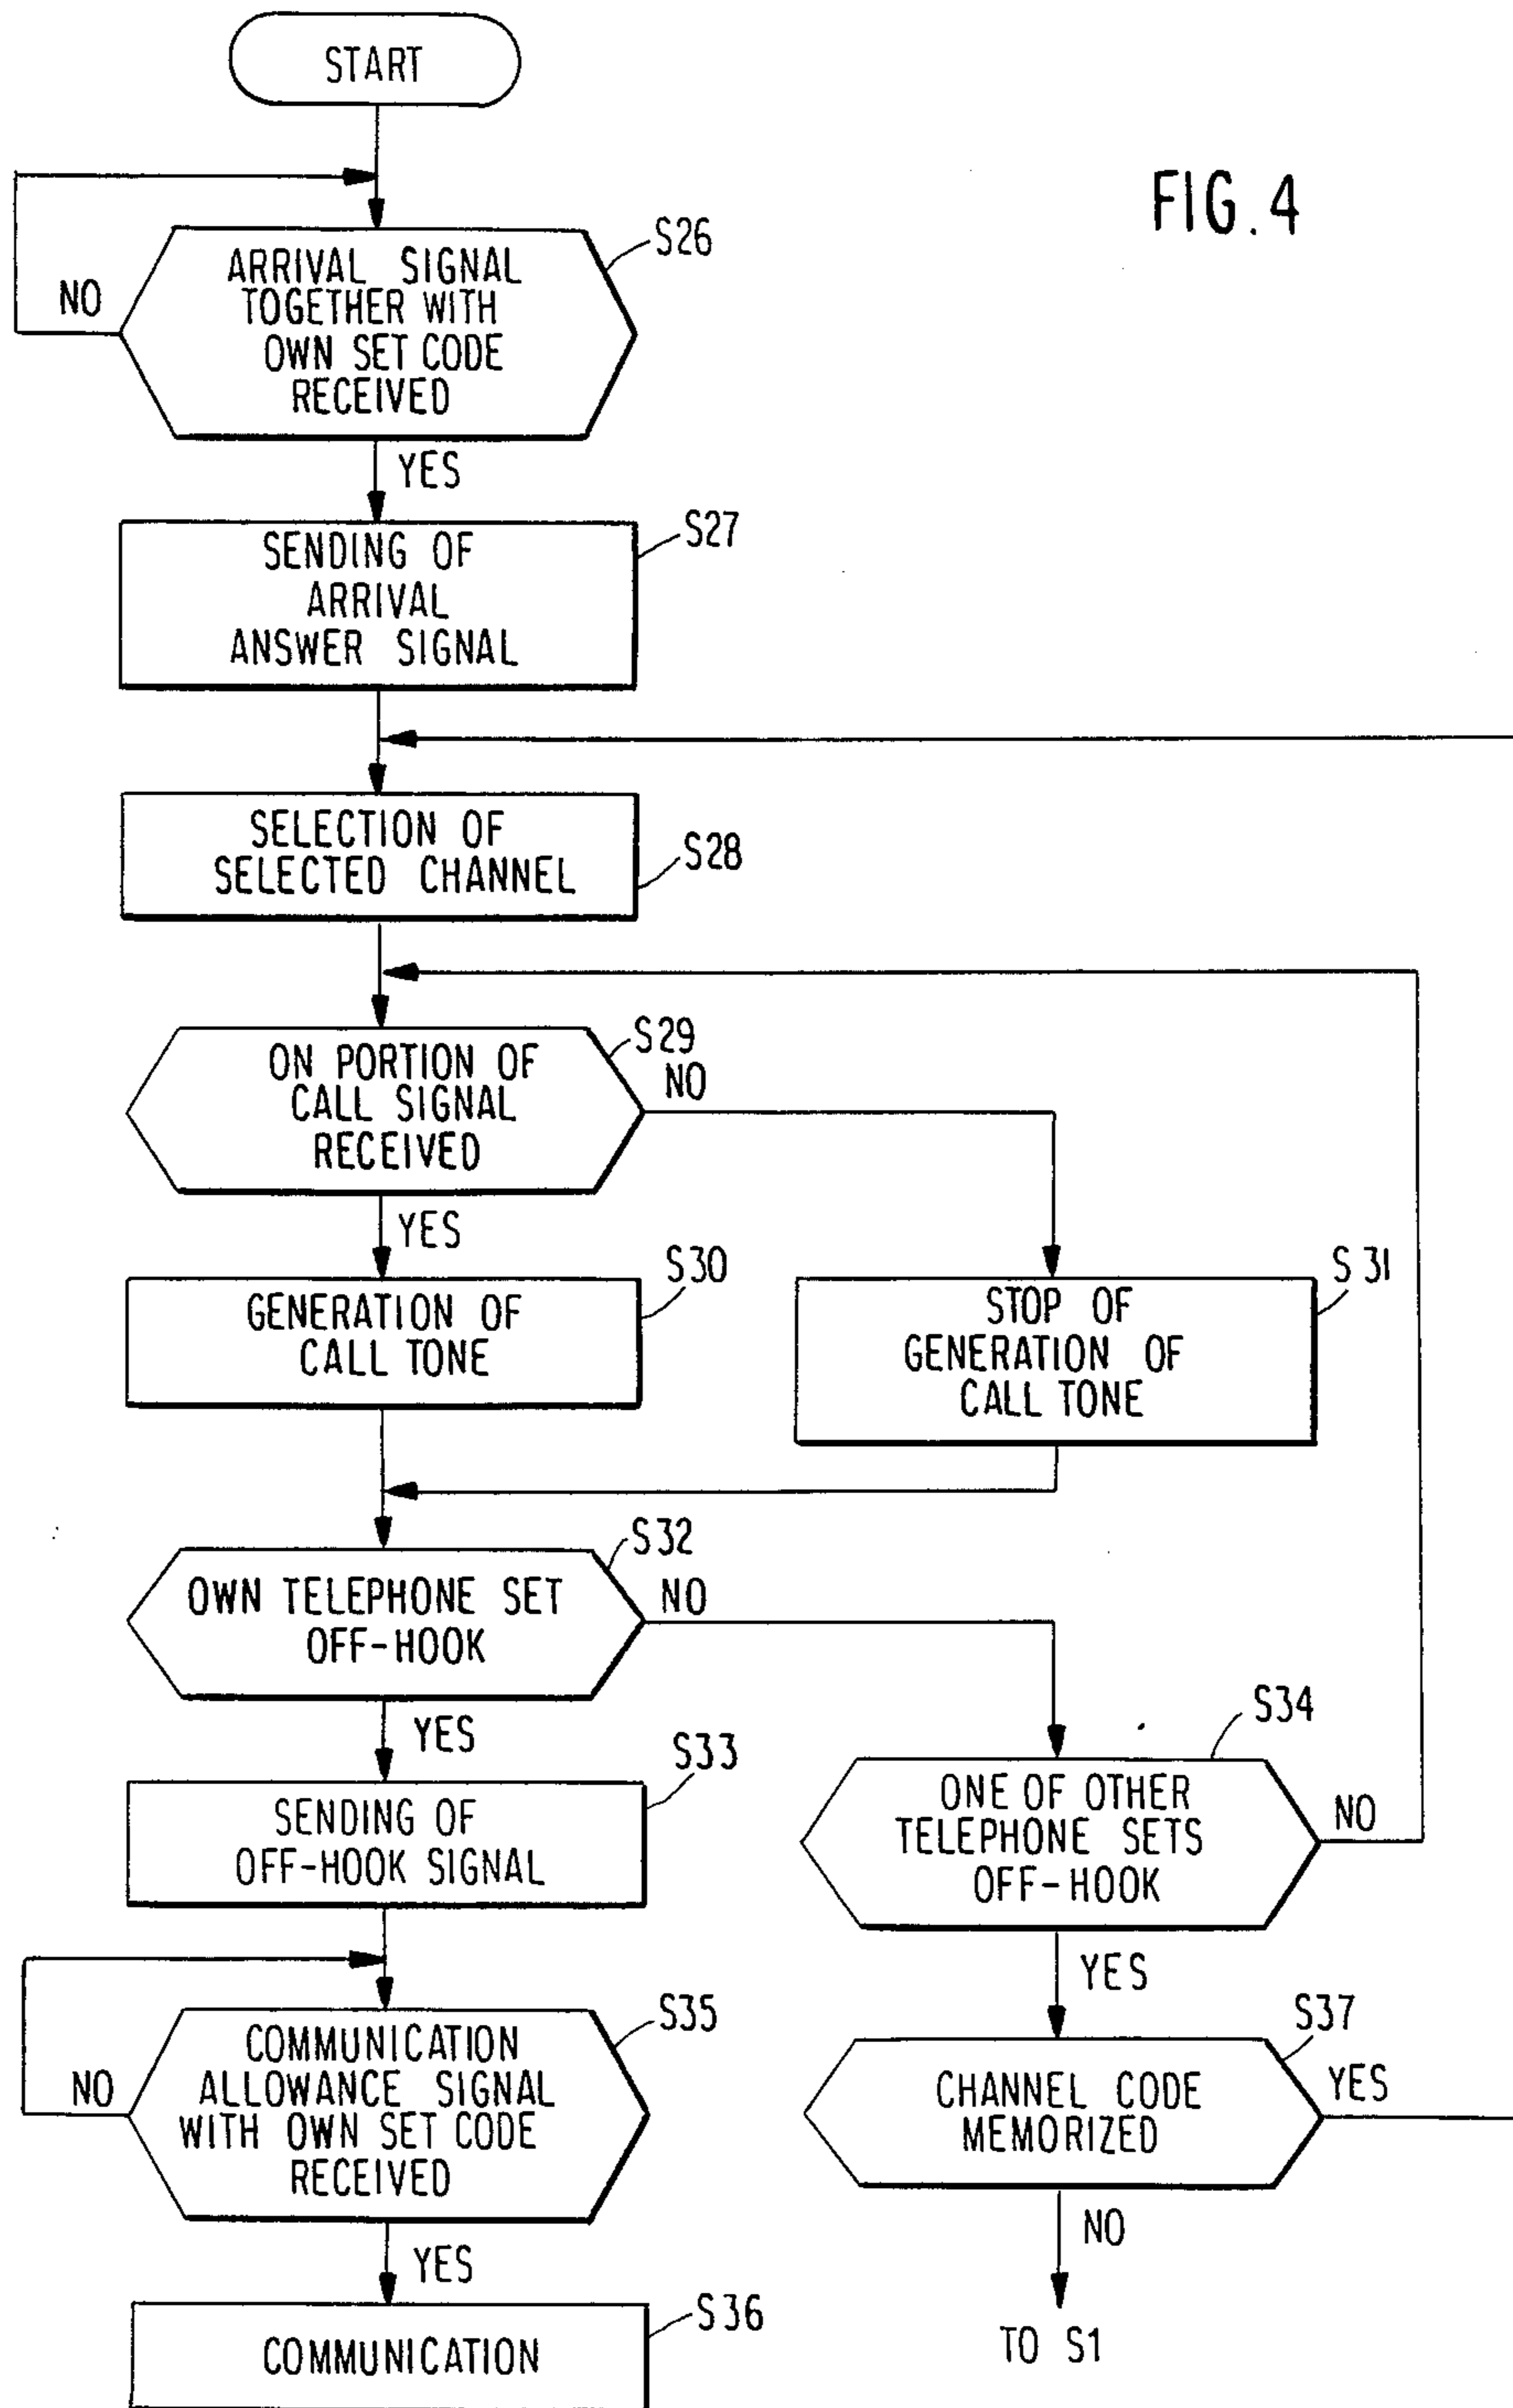 START
FIG. 4
S26
ARRIVAL SIGNAL
TOGETHER WITH
OWN SET CODE
RECEIVED
NO
YES
S27
SENDING OF
ARRIVAL
ANSWER SIGNAL
SELECTION OF
SELECTED CHANNEL
S28
S29
ON PORTION OF
CALL SIGNAL
RECEIVED
NO
YES
S30
GENERATION OF
CALL TONE
S31
STOP OF
GENERATION OF
CALL TONE
S32
OWN TELEPHONE SET
OFF-HOOK
NO
YES
S33
SENDING OF
OFF-HOOK SIGNAL
S34
ONE OF OTHER
TELEPHONE SETS
OFF-HOOK
NO
YES
S35
COMMUNICATION
ALLOWANCE SIGNAL
WITH OWN SET CODE
RECEIVED
NO
YES
S37
CHANNEL CODE
MEMORIZED
YES
NO
TO S1
S36
COMMUNICATION